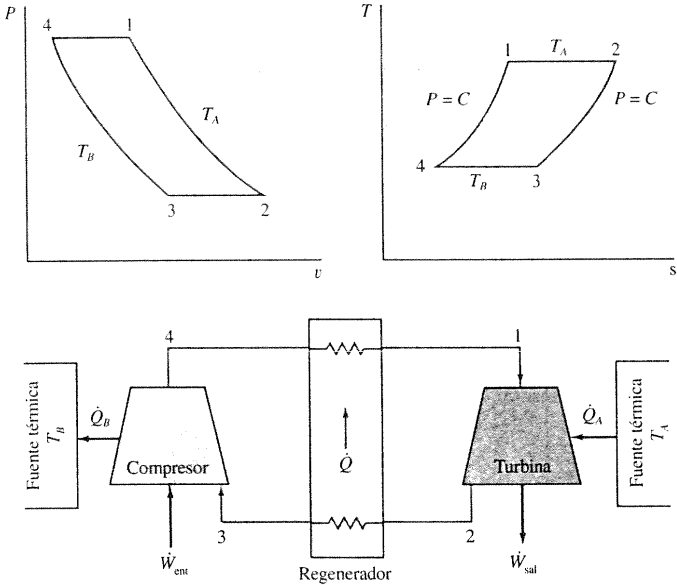 P
4
1
T_A
T_B
3
2
v
T
1
T_A
2
P = C
P = C
4
T_B
3
s
4
1
Fuente térmica
T_B
Q̇_B
Compresor
Q̇
Turbina
Q̇_A
Fuente térmica
T_A
3
2
Ẇ_ent
Ẇ_sal
Regenerador